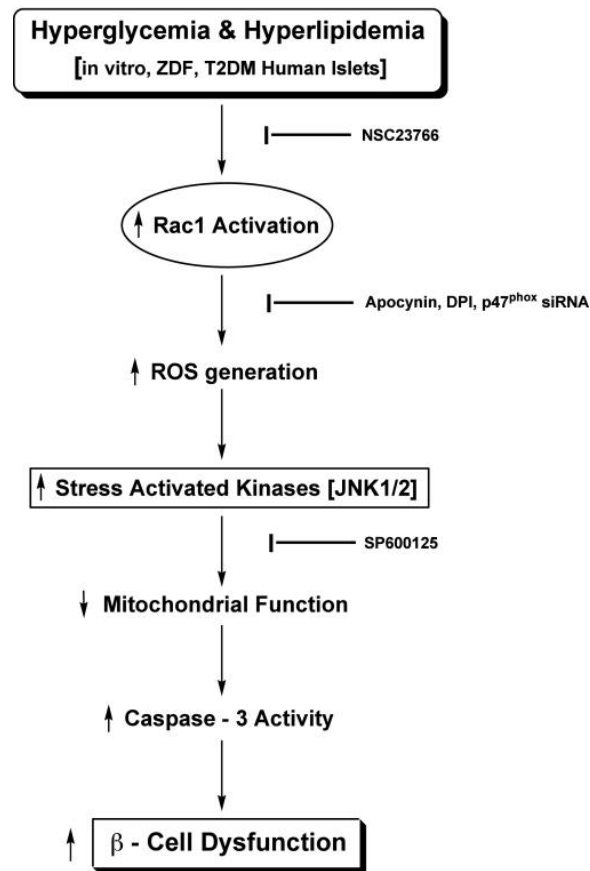 Hyperglycemia & Hyperlipidemia
[in vitro, ZDF, T2DM Human Islets]
NSC23766
↑ Rac1 Activation
Apocynin, DPI, p47phox siRNA
↑ ROS generation
↑ Stress Activated Kinases [JNK1/2]
SP600125
↓ Mitochondrial Function
↑ Caspase - 3 Activity
↑ β - Cell Dysfunction